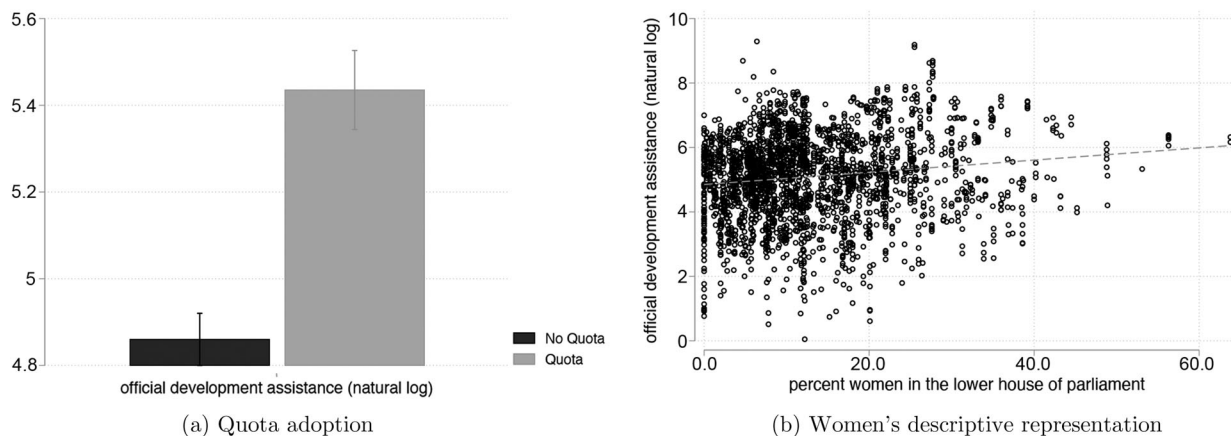 5.6
5.4
5.2
5
4.8
official development assistance (natural log)
No Quota
Quota
(a) Quota adoption
official development assistance (natural log)
10
8
6
4
2
0
0.0 20.0 40.0 60.0
percent women in the lower house of parliament
(b) Women's descriptive representation